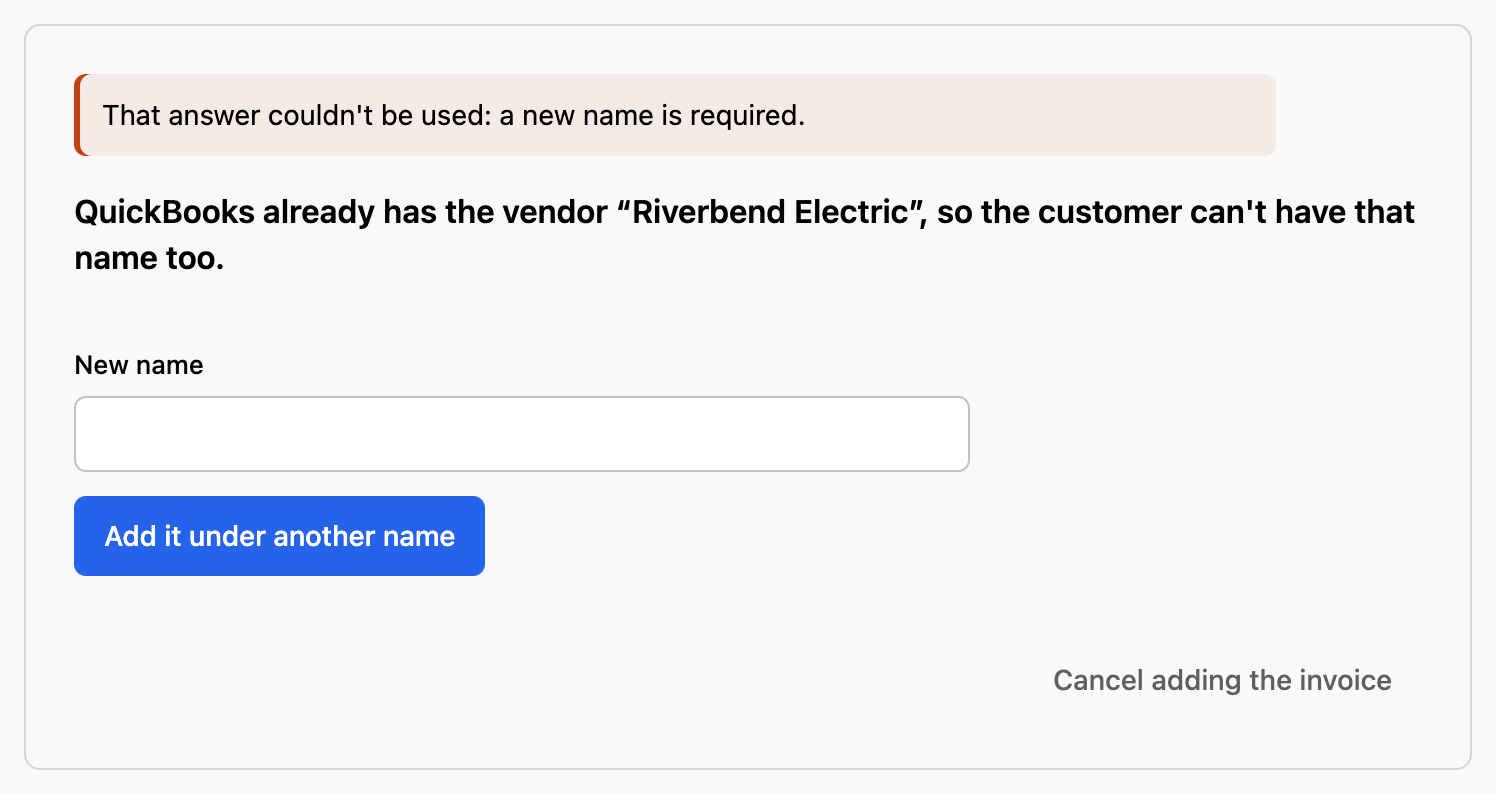 That answer couldn't be used: a new name is required.
QuickBooks already has the vendor “Riverbend Electric”, so the customer can't have that
name too.
New name
Add it under another name
Cancel adding the invoice